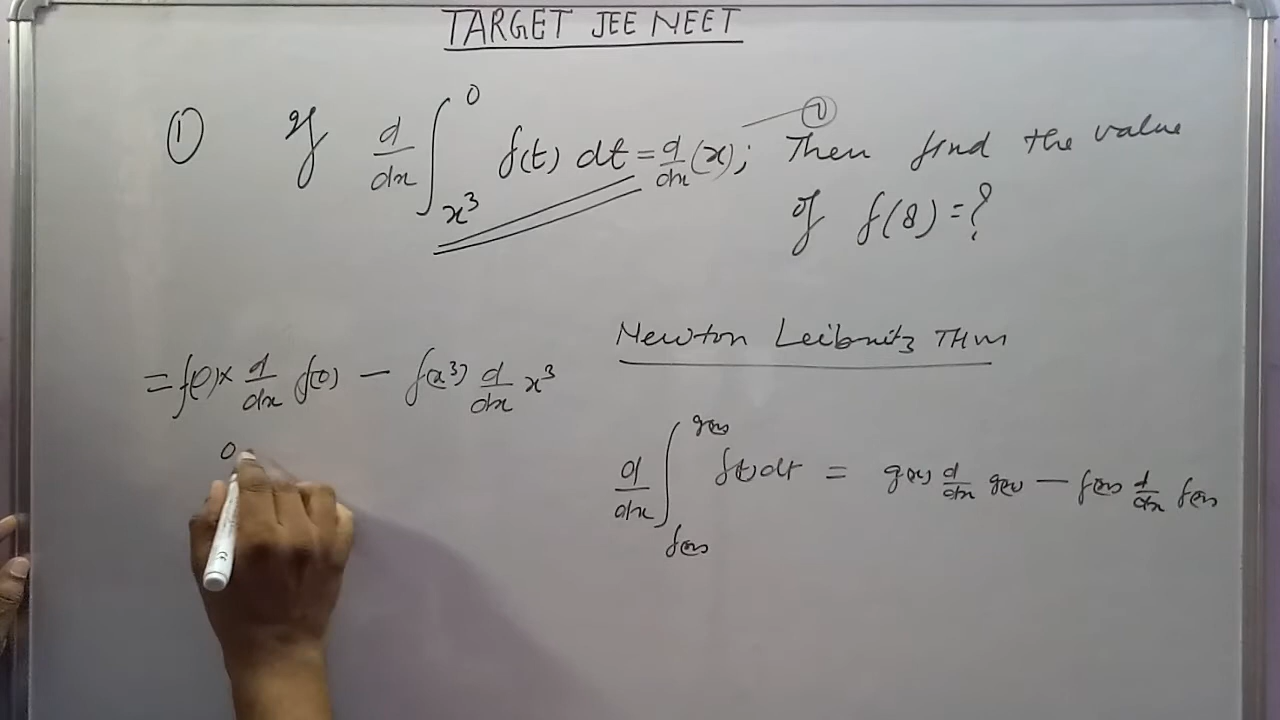 TARGET JEE NEET
① If d/dx ∫_{x³}^{0} f(t) dt = d/dx (x); Then find the value
①
of f(8) = ?
Newton Leibnitz THM
= f(0) × d/dx f(0) − f(x³) d/dx x³
d/dx ∫_{f(x)}^{g(x)} f(t) dt = g(x) d/dx g(x) − f(x) d/dx f(x)
0